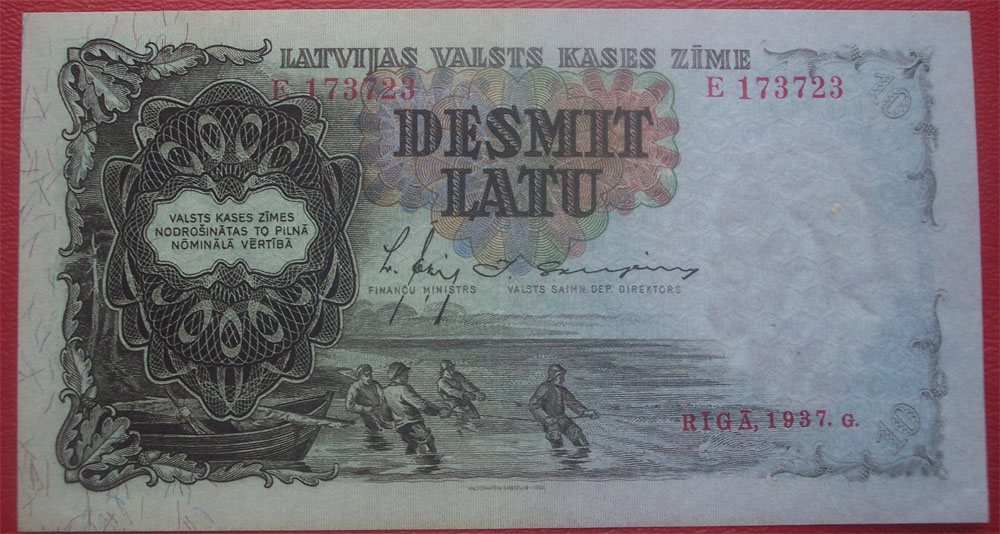 LATVIJAS VALSTS KASES ZĪME
E 173723
E 173723
10
DESMIT
LATU
VALSTS KASES ZĪMES
NODROŠINĀTAS TO PILNĀ
NŌMINĀLĀ VĒRTĪBĀ
FINANČU MINISTRS
VALSTS SAIMN. DEP. DIREKTORS
RĪGĀ, 1937. G.
10